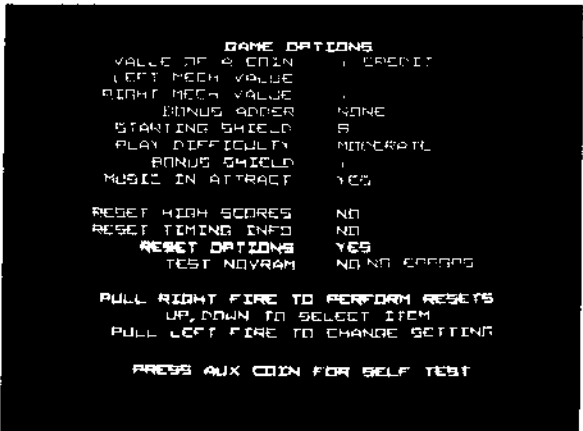 GAME OPTIONS
VALUE OF A COIN 1 CREDIT
LEFT MECH VALUE
RIGHT MECH VALUE 1
BONUS ADDER NONE
STARTING SHIELD 8
PLAY DIFFICULTY MODERATE
BONUS SHIELD 1
MUSIC IN ATTRACT YES
RESET HIGH SCORES NO
RESET TIMING INFO NO
RESET OPTIONS YES
TEST NOVRAM NO NO ERRORS
PULL RIGHT FIRE TO PERFORM RESETS
UP, DOWN TO SELECT ITEM
PULL LEFT FIRE TO CHANGE SETTING
PRESS AUX COIN FOR SELF TEST